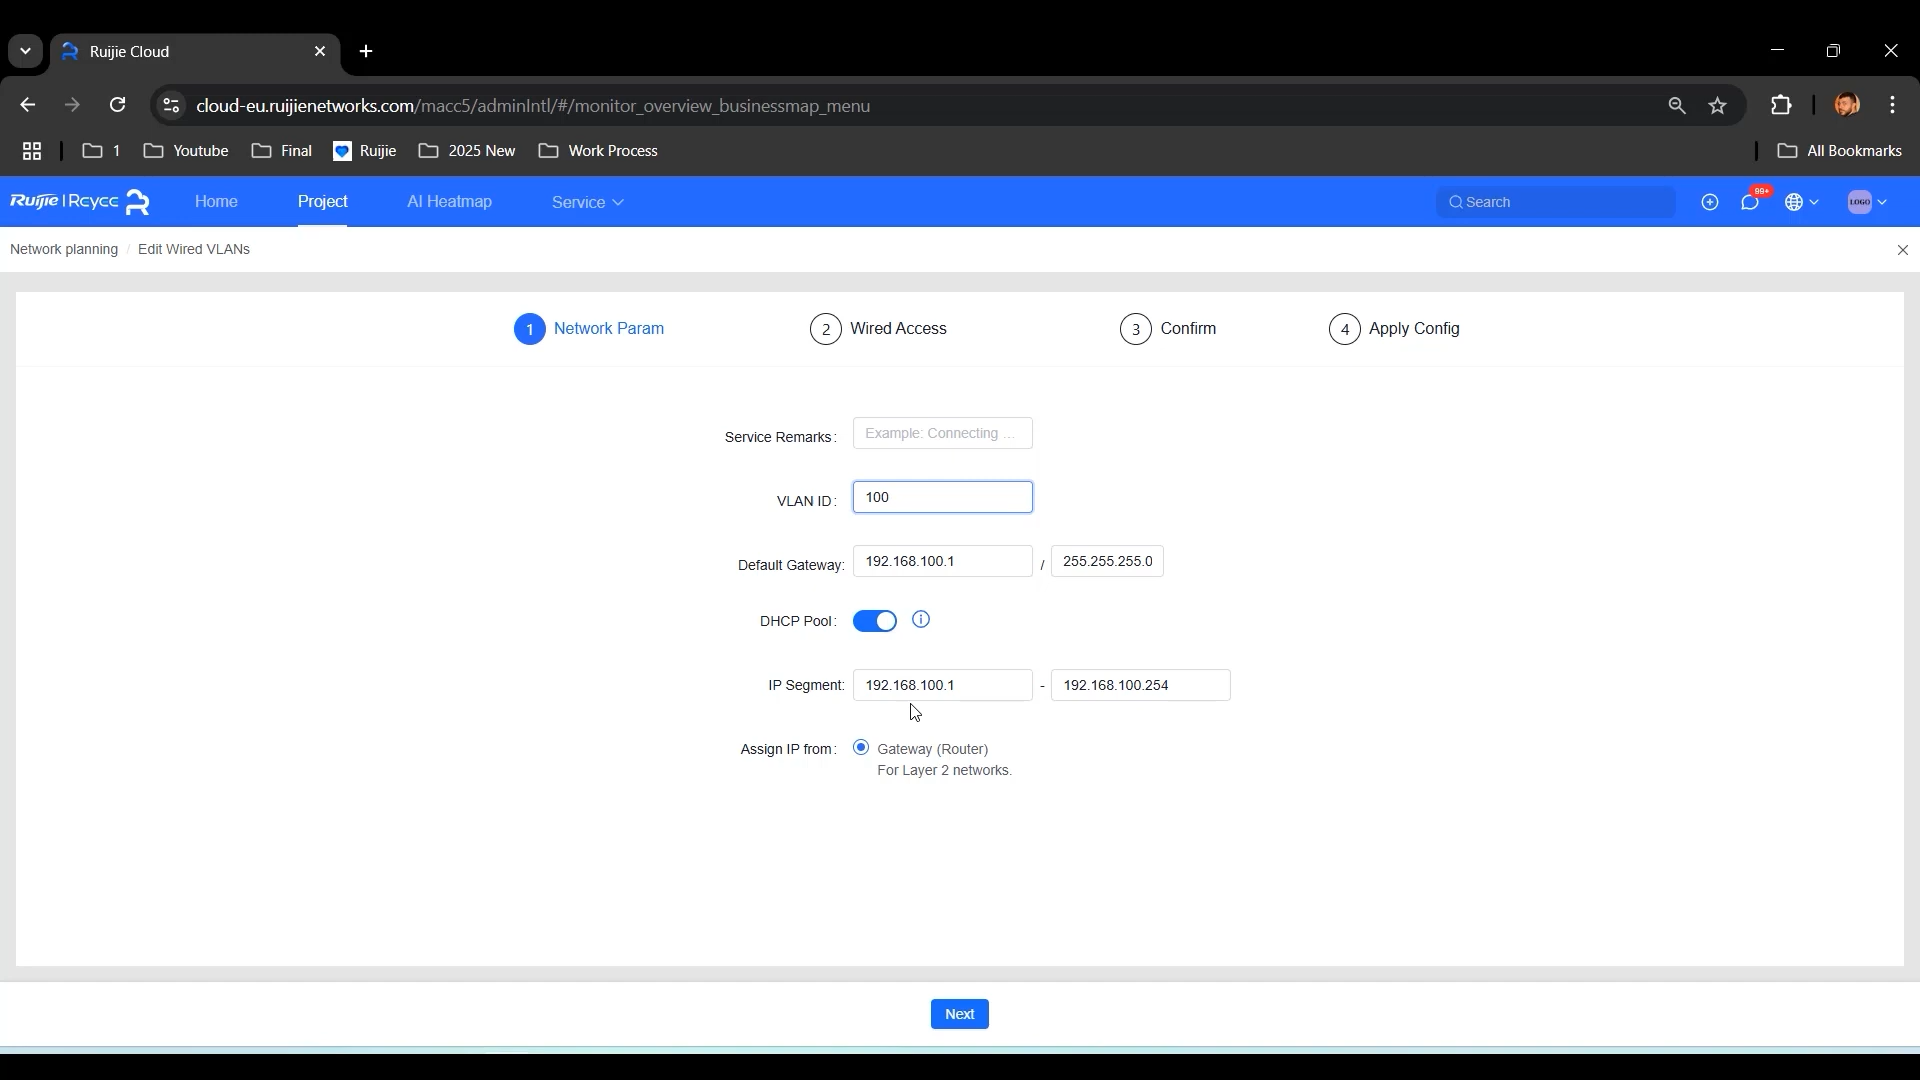 Ruijie Cloud
cloud-eu.ruijienetworks.com/macc5/adminIntl/#/monitor_overview_businessmap_menu
1 Youtube Final Ruijie 2025 New Work Process All Bookmarks
Ruijie | Rcycc Home Project AI Heatmap Service Search 99+ LOGO
Network planning / Edit Wired VLANs
1 Network Param 2 Wired Access 3 Confirm 4 Apply Config
Service Remarks : Example: Connecting ...
VLAN ID : 100
Default Gateway: 192.168.100.1 / 255.255.255.0
DHCP Pool :
IP Segment: 192.168.100.1 - 192.168.100.254
Assign IP from : Gateway (Router)
For Layer 2 networks.
Next